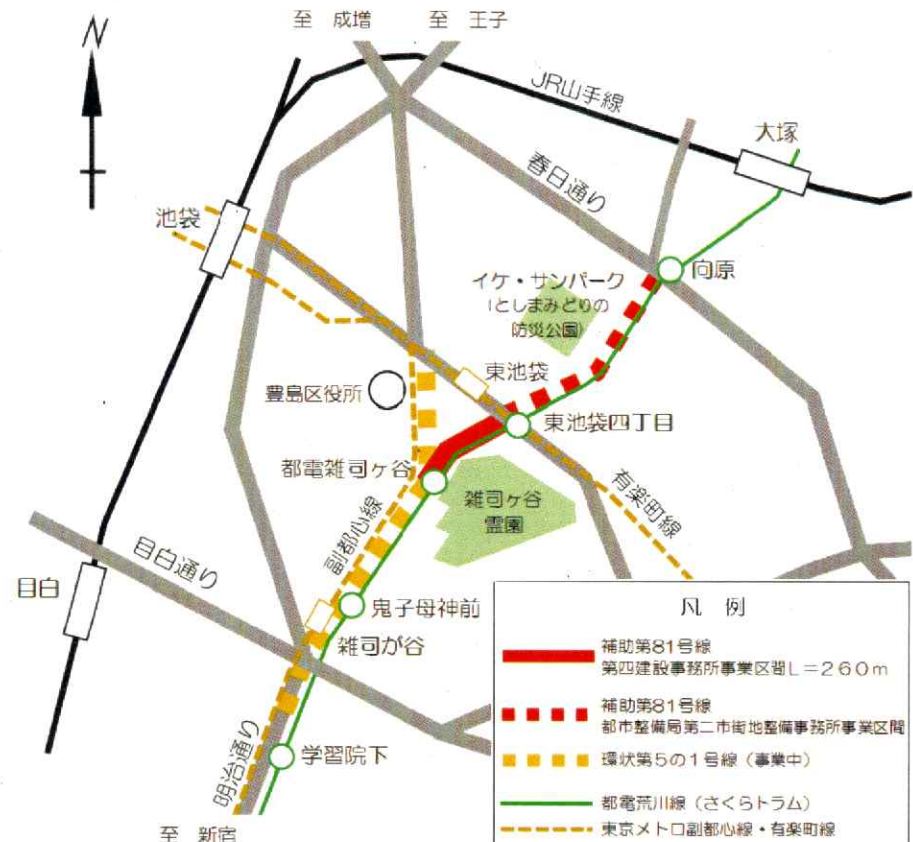 至 成増
至 王子
N
JR山手線
大塚
春日通り
池袋
向原
イケ・サンパーク
(としまみどりの
防災公園)
東池袋
豊島区役所
東池袋四丁目
都電雑司ヶ谷
雑司ヶ谷
霊園
有楽町線
副都心線
目白通り
目白
鬼子母神前
雑司が谷
明治通り
学習院下
至 新宿
凡 例
補助第81号線
第四建設事務所事業区間L=260m
補助第81号線
都市整備局第二市街地整備事務所事業区間
環状第5の1号線(事業中)
都電荒川線(さくらトラム)
東京メトロ副都心線・有楽町線